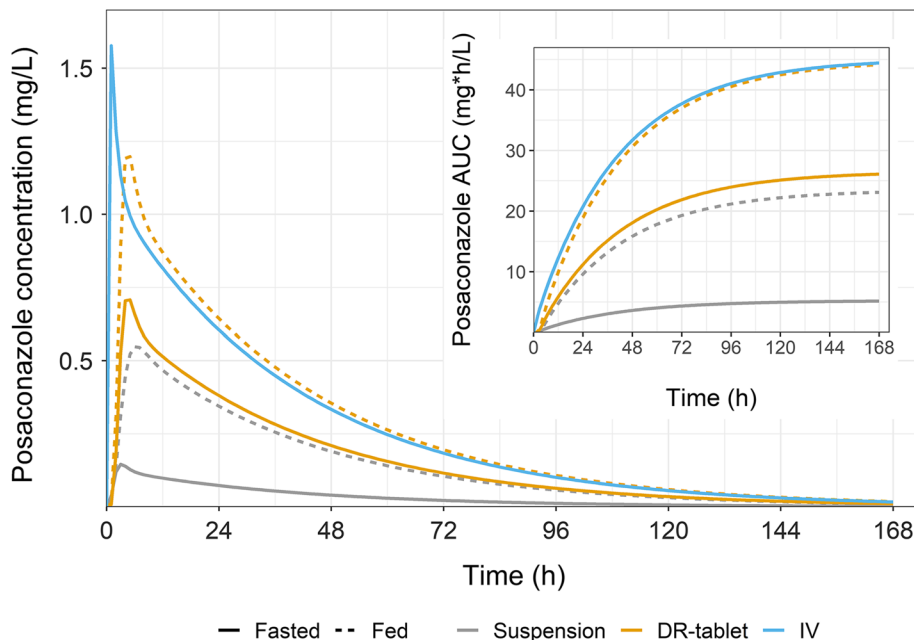 Posaconazole concentration (mg/L)
1.5
1.0
0.5
0 24 48 72 96 120 144 168
Time (h)
Posaconazole AUC (mg*h/L)
40
30
20
10
0 24 48 72 96 120 144 168
Time (h)
Fasted Fed Suspension DR-tablet IV